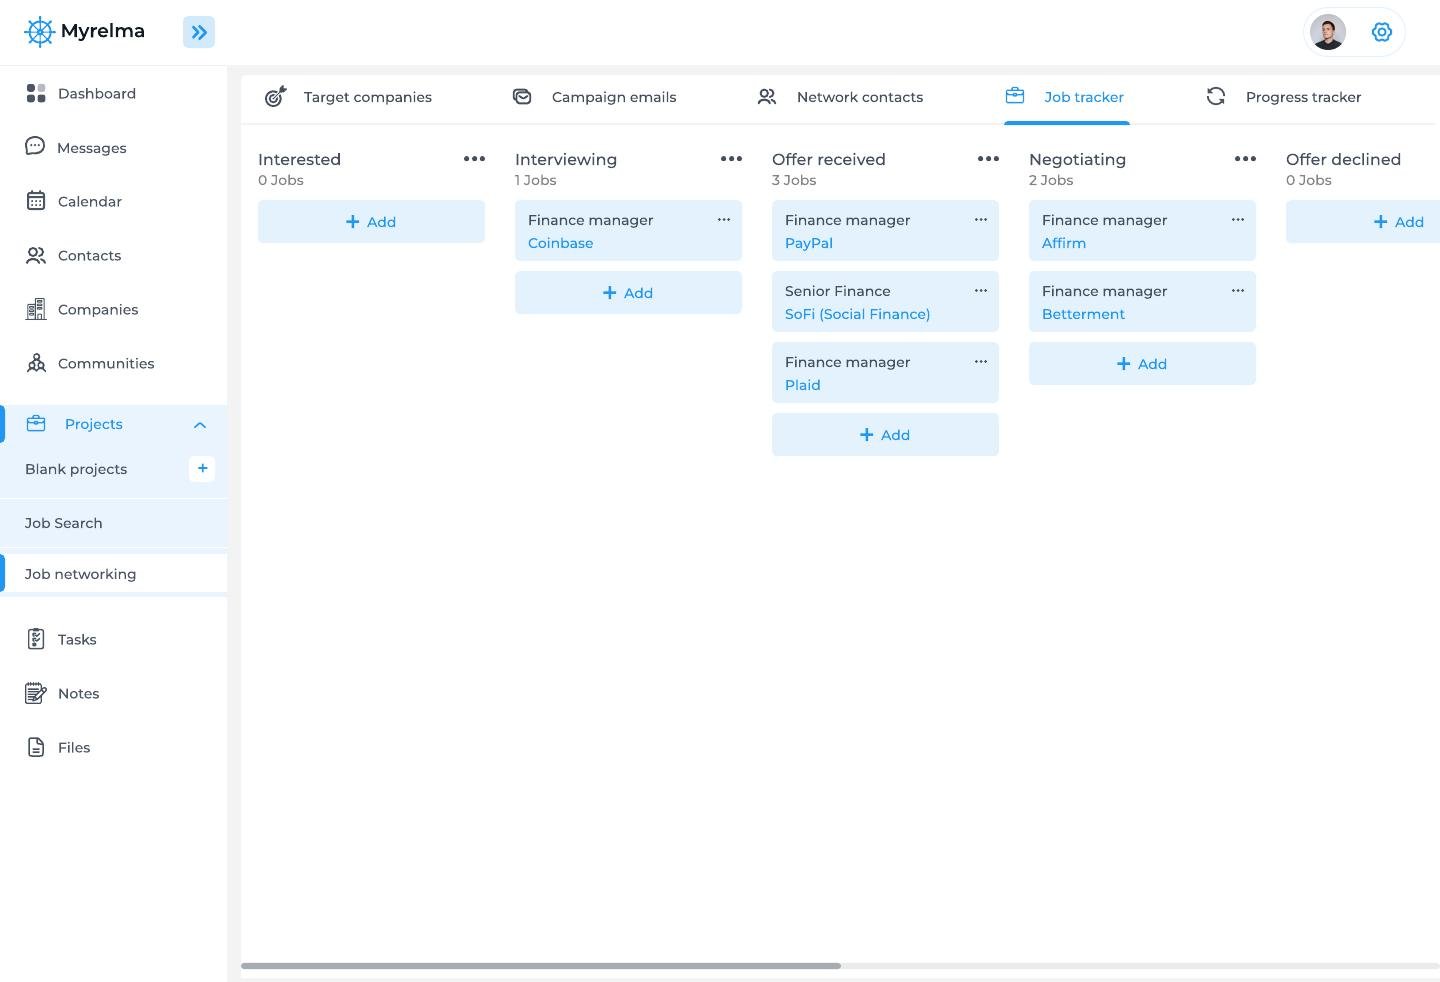 Myrelma
Dashboard
Messages
Calendar
Contacts
Companies
Communities
Projects
Blank projects
Job Search
Job networking
Tasks
Notes
Files
Target companies
Campaign emails
Network contacts
Job tracker
Progress tracker
Interested
0 Jobs
+ Add
Interviewing
1 Jobs
Finance manager
Coinbase
+ Add
Offer received
3 Jobs
Finance manager
PayPal
Senior Finance
SoFi (Social Finance)
Finance manager
Plaid
+ Add
Negotiating
2 Jobs
Finance manager
Affirm
Finance manager
Betterment
+ Add
Offer declined
0 Jobs
+ Add